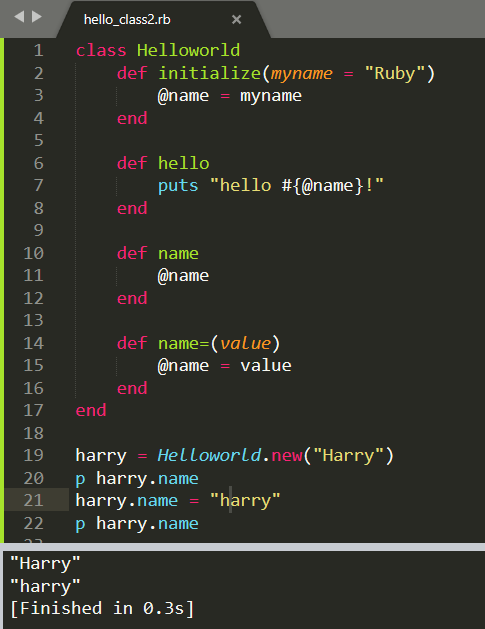 hello_class2.rb
1 class Helloworld
2     def initialize(myname = "Ruby")
3         @name = myname
4     end
5
6     def hello
7         puts "hello #{@name}!"
8     end
9
10     def name
11         @name
12     end
13
14     def name=(value)
15         @name = value
16     end
17 end
18
19 harry = Helloworld.new("Harry")
20 p harry.name
21 harry.name = "harry"
22 p harry.name
"Harry"
"harry"
[Finished in 0.3s]